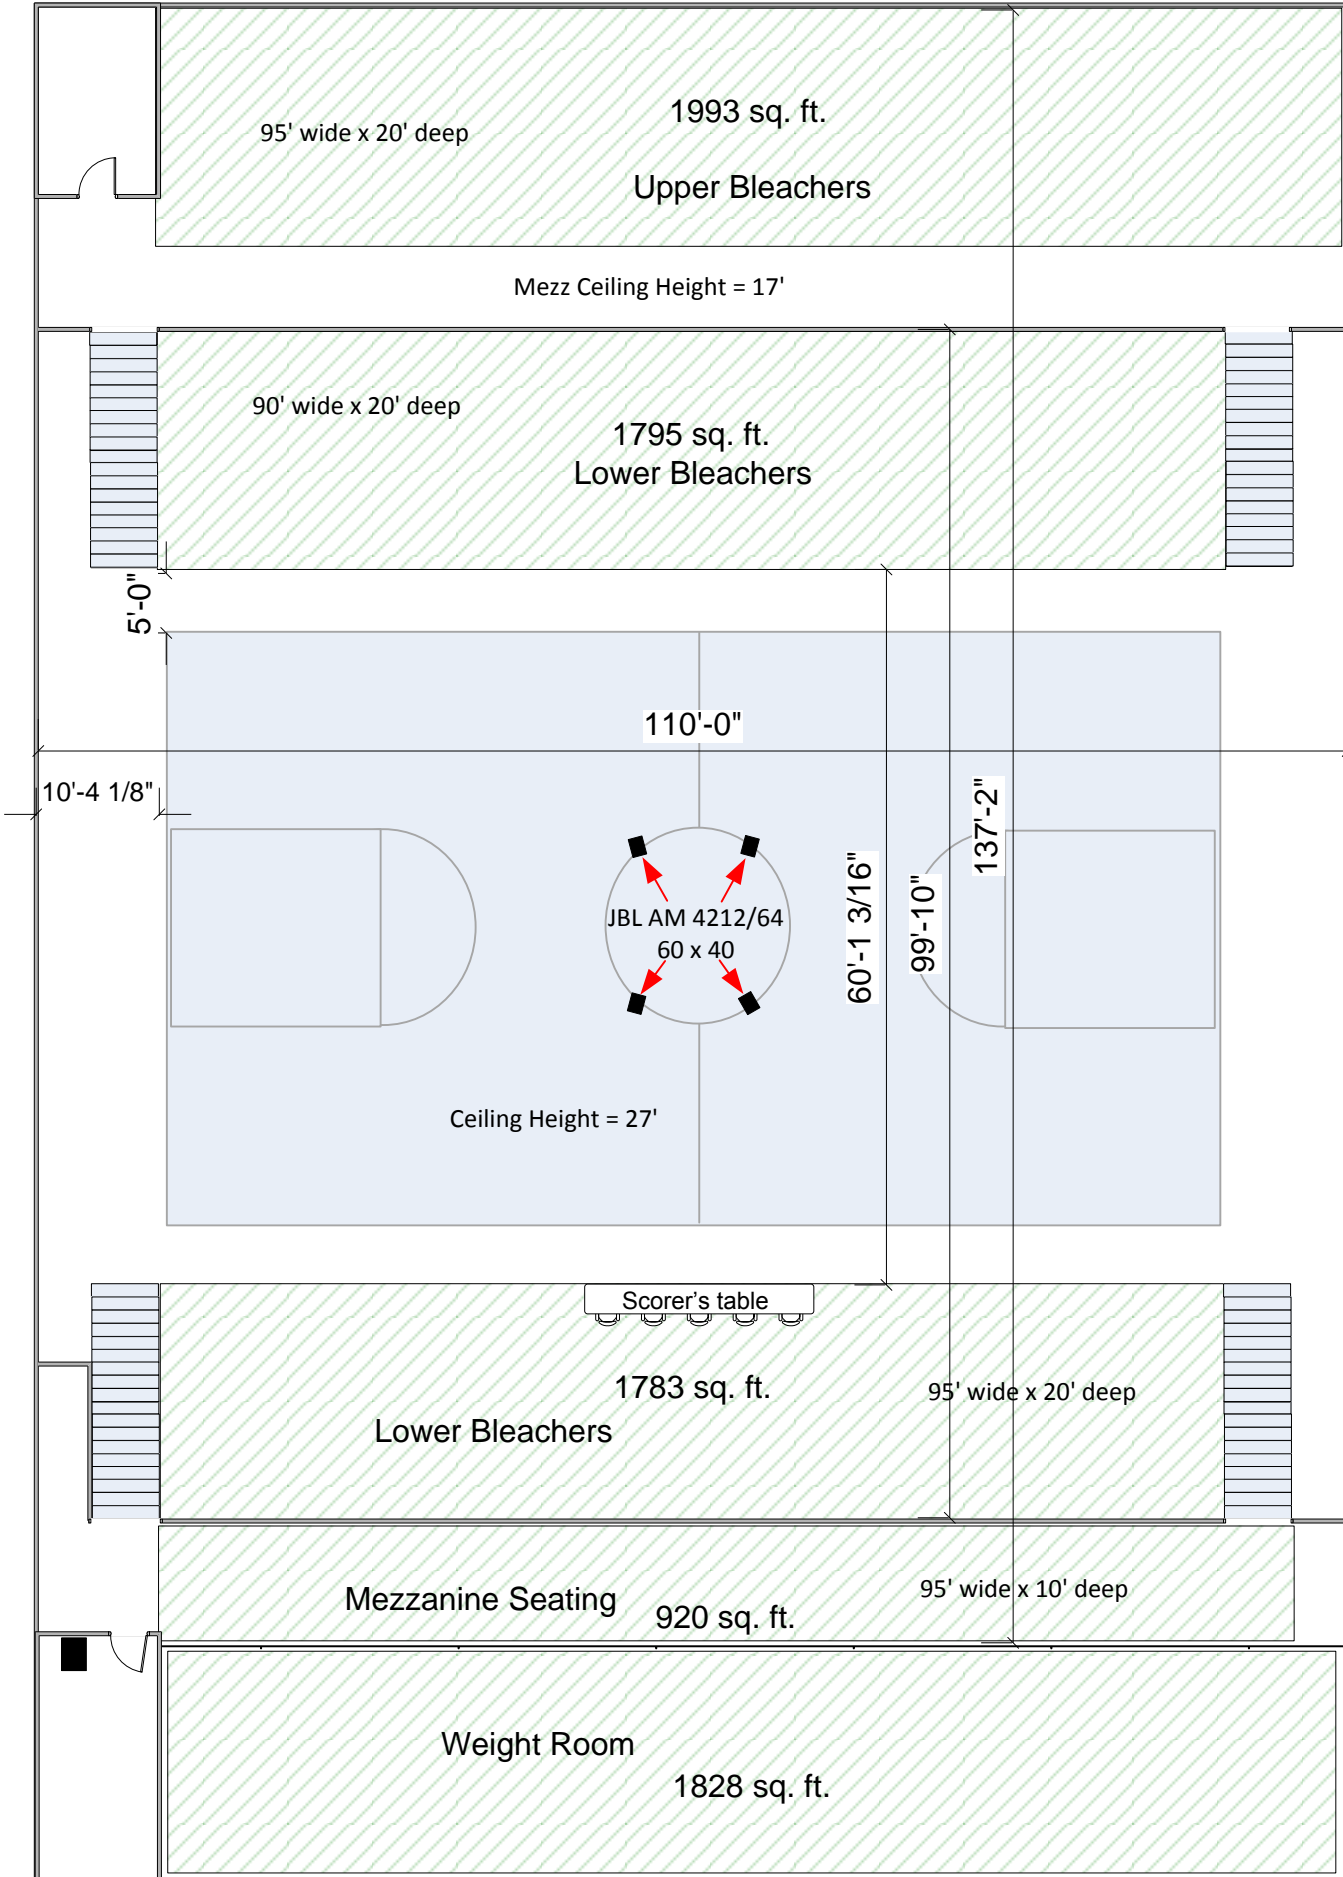 1993 sq. ft.
95' wide x 20' deep
Upper Bleachers
Mezz Ceiling Height = 17'
90' wide x 20' deep
1795 sq. ft.
Lower Bleachers
5'-0"
110'-0"
10'-4 1/8"
137'-2"
60'-1 3/16"
99'-10"
JBL AM 4212/64
60 x 40
Ceiling Height = 27'
Scorer's table
1783 sq. ft.
95' wide x 20' deep
Lower Bleachers
Mezzanine Seating
95' wide x 10' deep
920 sq. ft.
Weight Room
1828 sq. ft.